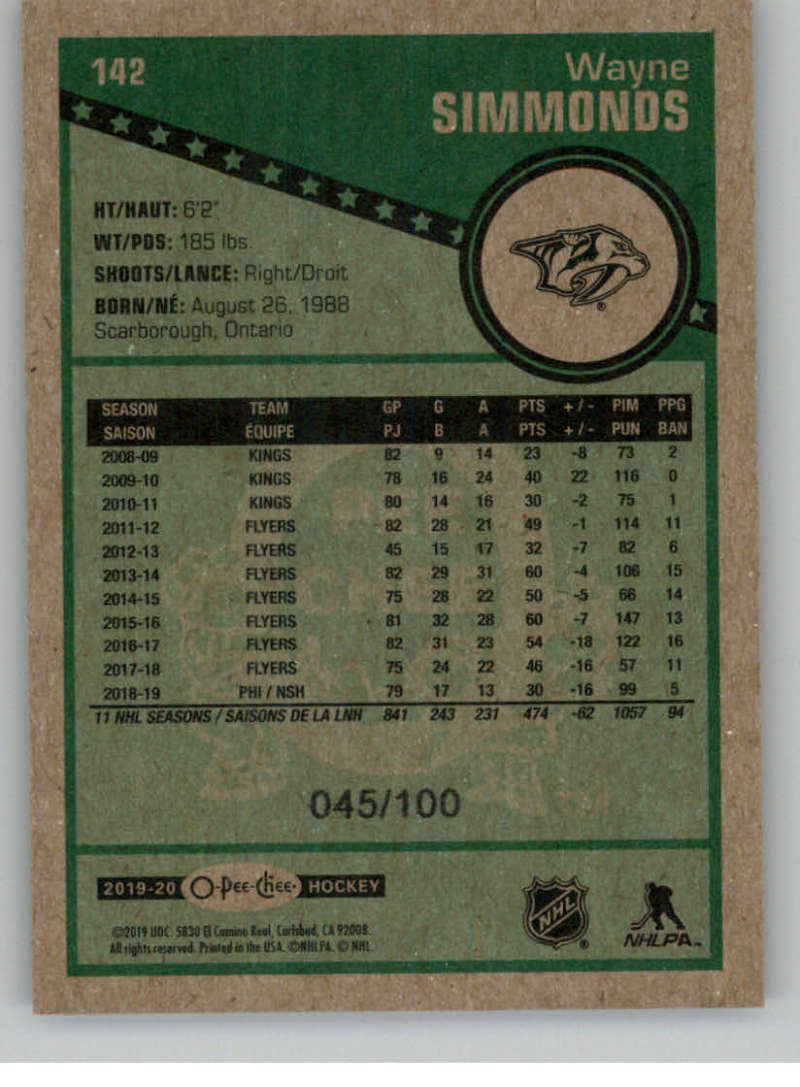 142
Wayne
SIMMONDS
HT/HAUT: 6'2"
WT/PDS: 185 lbs.
SHOOTS/LANCE: Right/Droit
BORN/NÉ: August 26, 1988
Scarborough, Ontario
SEASON TEAM GP G A PTS +/- PIM PPG
SAISON ÉQUIPE PJ B A PTS +/- PUN BAN
2008-09 KINGS 82 9 14 23 -8 73 2
2009-10 KINGS 78 16 24 40 22 116 0
2010-11 KINGS 80 14 16 30 -2 75 1
2011-12 FLYERS 82 28 21 49 -1 114 11
2012-13 FLYERS 45 15 17 32 -7 82 6
2013-14 FLYERS 82 29 31 60 -4 106 15
2014-15 FLYERS 75 28 22 50 -5 66 14
2015-16 FLYERS 81 32 28 60 -7 147 13
2016-17 FLYERS 82 31 23 54 -18 122 16
2017-18 FLYERS 75 24 22 46 -16 57 11
2018-19 PHI / NSH 79 17 13 30 -16 99 5
11 NHL SEASONS / SAISONS DE LA LNH 841 243 231 474 -62 1057 94
045/100
2019-20 O-Pee-Chee HOCKEY
©2019 UDC. 5830 El Camino Real, Carlsbad, CA 92008.
All rights reserved. Printed in the USA. ©NHLPA. © NHL.
NHL ®
NHLPA™